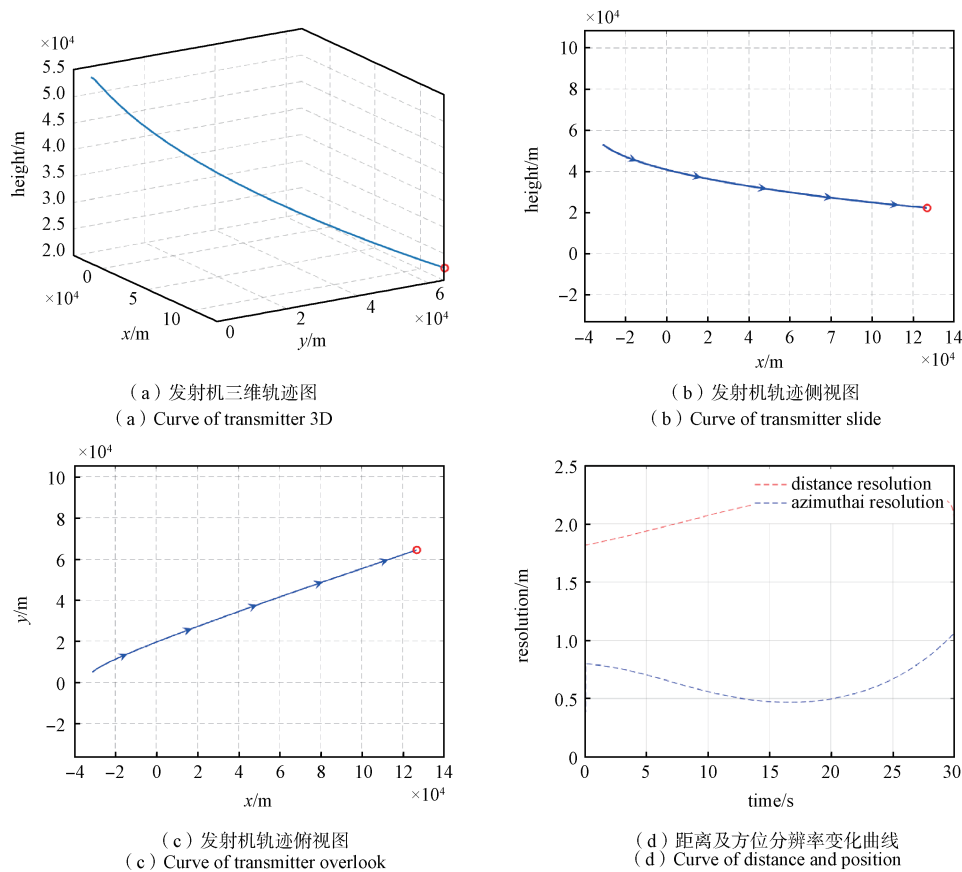 ×10⁴
5.5
5.0
4.5
4.0
3.5
3.0
2.5
2.0
height/m
0
5
10
×10⁴
x/m
0
2
4
6
×10⁴
y/m
(a)发射机三维轨迹图
(a)Curve of transmitter 3D
×10⁴
10
8
6
4
2
0
−2
height/m
−4 −2 0 2 4 6 8 10 12 14
×10⁴
x/m
(b)发射机轨迹侧视图
(b)Curve of transmitter slide
×10⁴
10
8
6
4
2
0
−2
y/m
−4 −2 0 2 4 6 8 10 12 14
×10⁴
x/m
(c)发射机轨迹俯视图
(c)Curve of transmitter overlook
2.5
2.0
1.5
1.0
0.5
0
resolution/m
distance resolution
azimuthai resolution
0 5 10 15 20 25 30
time/s
(d)距离及方位分辨率变化曲线
(d)Curve of distance and position